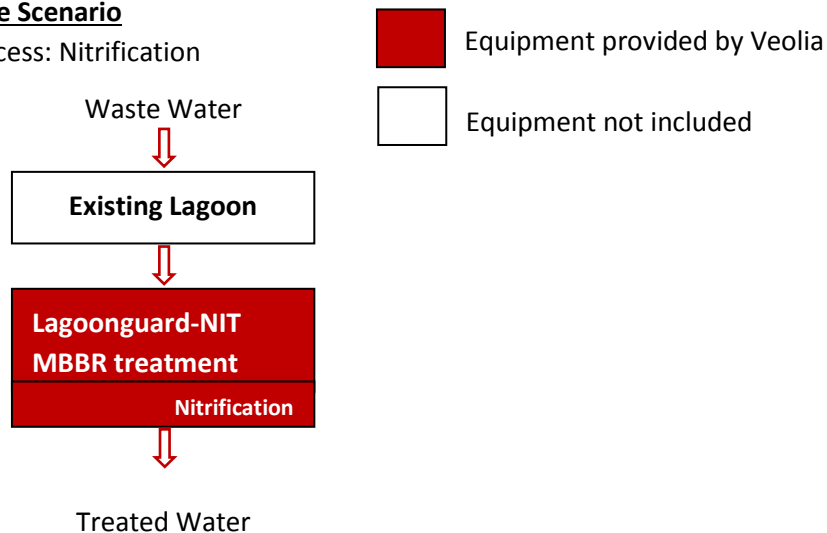 e Scenario
cess: Nitrification
Equipment provided by Veolia
Equipment not included
Waste Water
Existing Lagoon
Lagoonguard-NIT
MBBR treatment
Nitrification
Treated Water